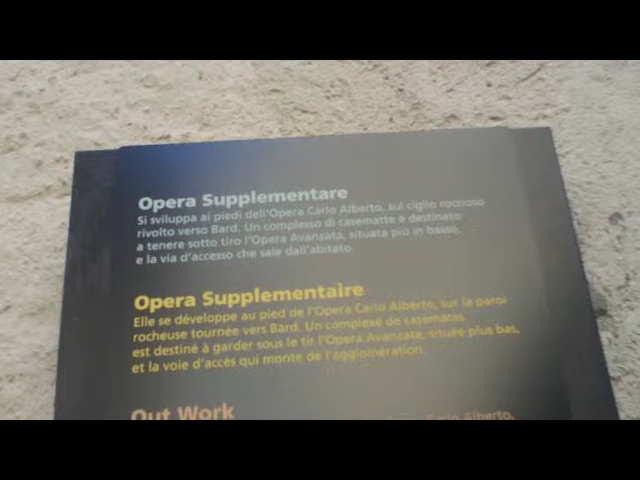 Opera Supplementare
Si sviluppa ai piedi dell'Opera Carlo Alberto, sul ciglio roccioso
rivolto verso Bard. Un complesso di casematte è destinato
a tenere sotto tiro l'Opera Avanzata, situata più in basso,
e la via d'accesso che sale dall'abitato.
Opera Supplementaire
Elle se développe au pied de l'Opera Carlo Alberto, sur la paroi
rocheuse tournée vers Bard. Un complexe de casemates
est destiné à garder sous le tir l'Opera Avanzata, située plus bas,
et la voie d'accès qui monte de l'agglomération.
Out Work
Carlo Alberto,